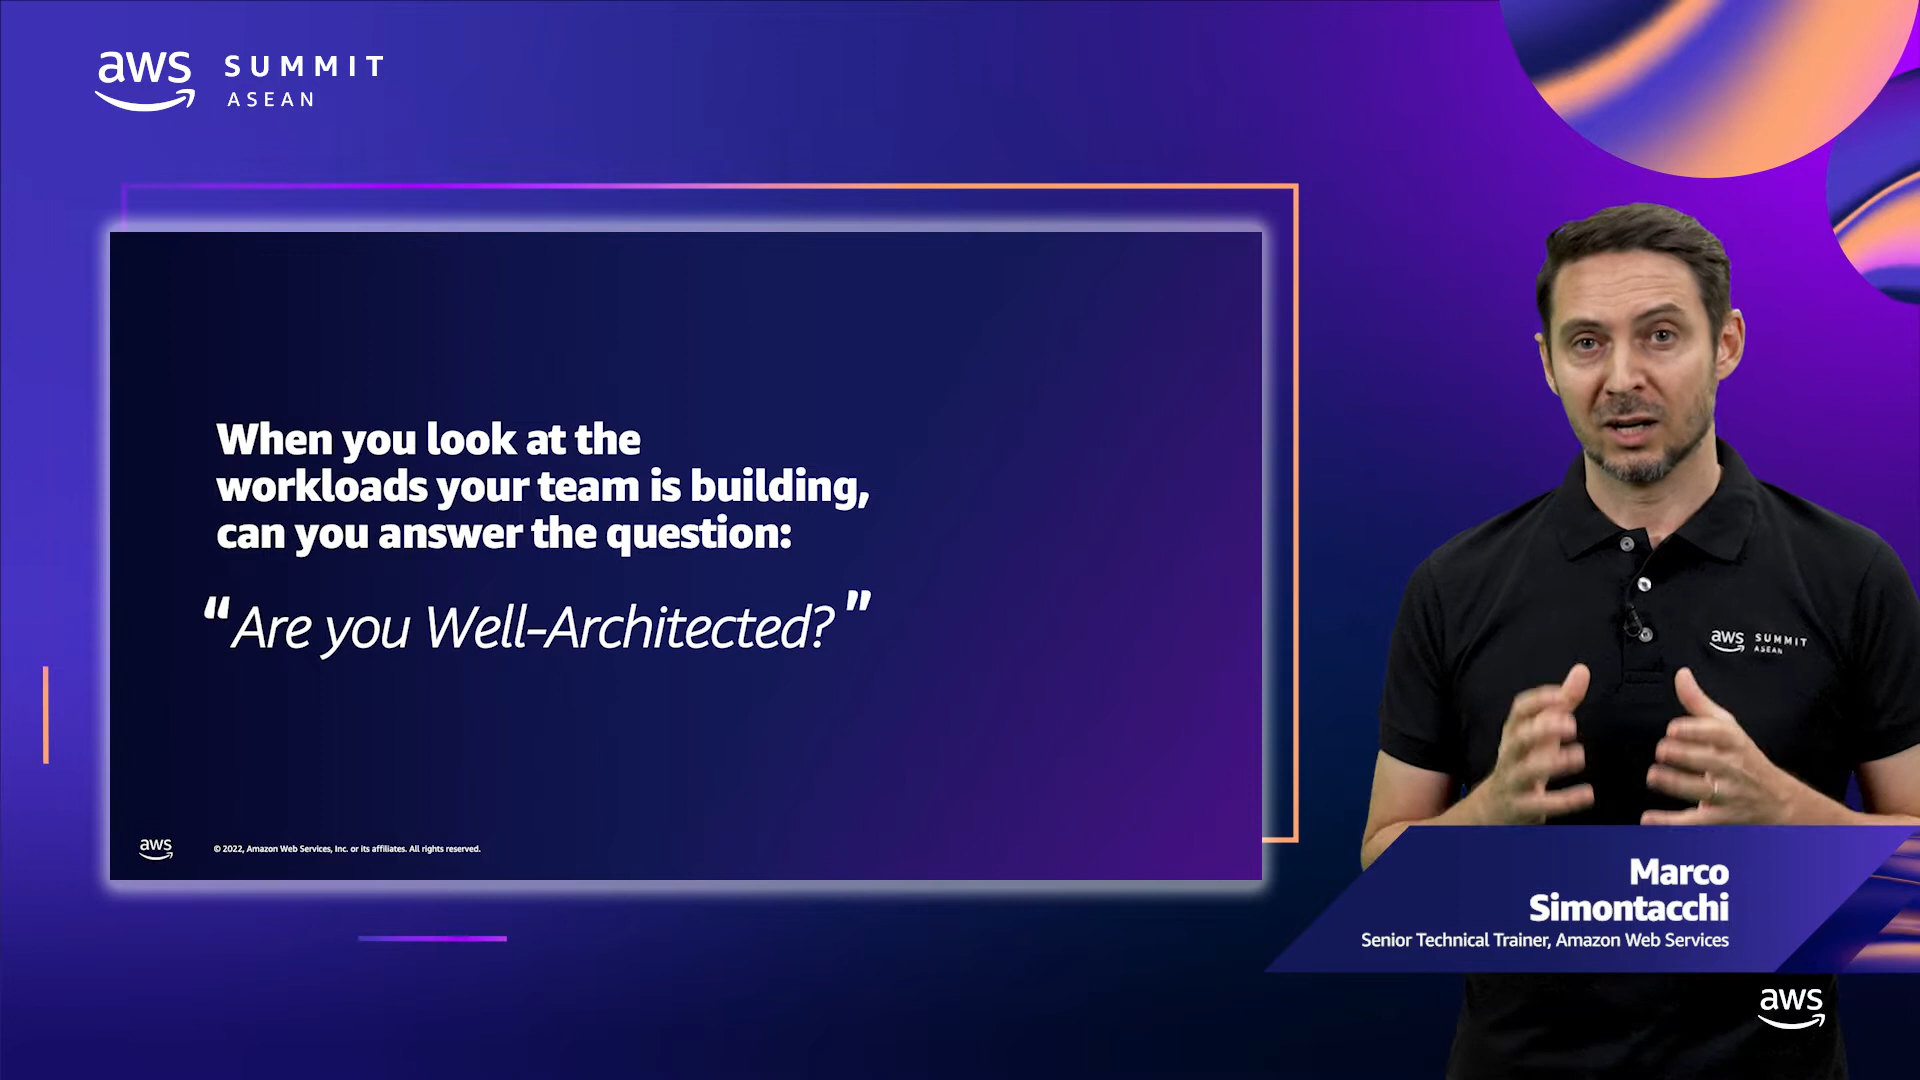 aws SUMMIT
ASEAN
When you look at the
workloads your team is building,
can you answer the question:
“Are you Well-Architected?”
aws © 2022, Amazon Web Services, Inc. or its affiliates. All rights reserved.
aws SUMMIT
ASEAN
Marco
Simontacchi
Senior Technical Trainer, Amazon Web Services
aws